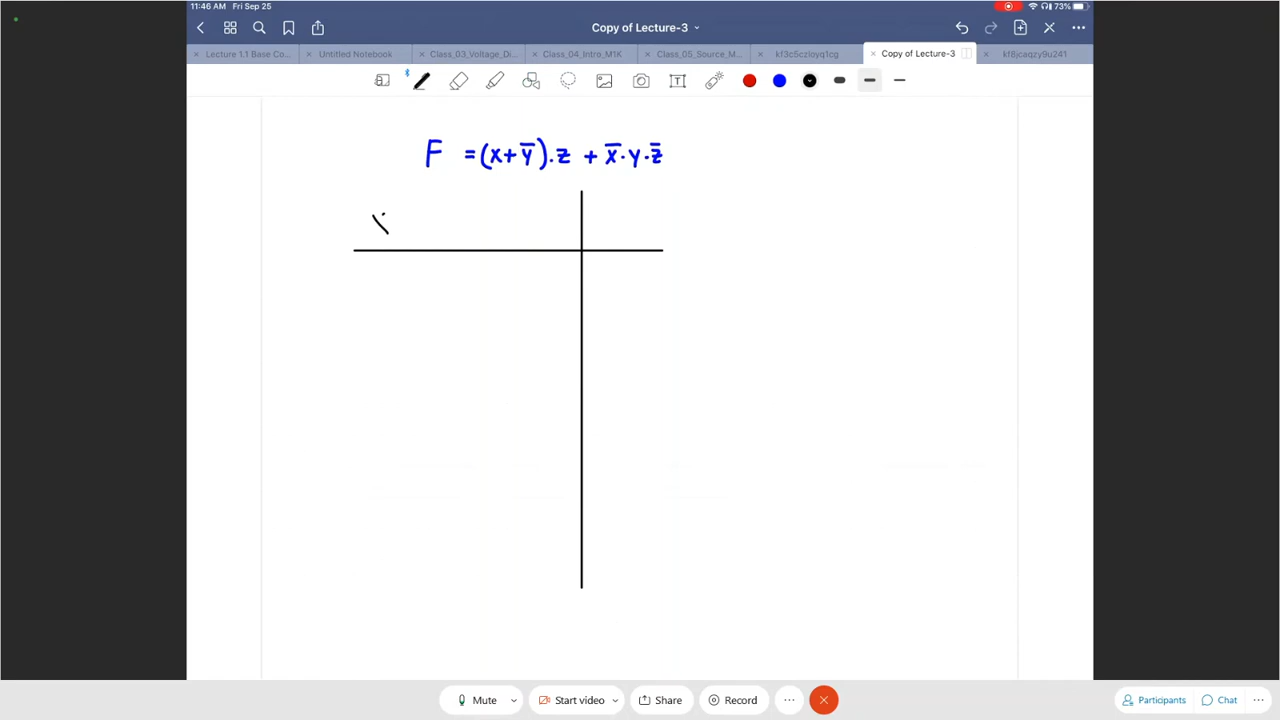 11:46 AM Fri Sep 25
73%
Copy of Lecture-3
Lecture 1.1 Base Co...
Untitled Notebook
Class_03_Voltage_Di...
Class_04_Intro_M1K
Class_05_Source_M...
kf3c5czloyq1cg
Copy of Lecture-3
kf8jcaqzy9u241
F = (x+y̅).z + x̅.y.z̅
Mute
Start video
Share
Record
Participants
Chat